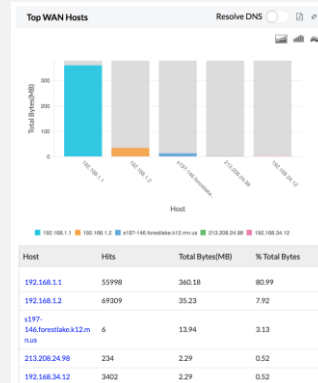 Top WAN Hosts
Resolve DNS
Total Bytes(MB)
300
200
100
0
192.168.1.1
192.168.1.2
s197-146.forestlake...
213.208.24.98
192.168.34.12
Host
192.168.1.1 192.168.1.2 s197-146.forestlake.k12.mn.us 213.208.24.98 192.168.34.12
Host Hits Total Bytes(MB) % Total Bytes
192.168.1.1 55998 360.18 80.99
192.168.1.2 69309 35.23 7.92
s197-
146.forestlake.k12.m 6 13.94 3.13
n.us
213.208.24.98 234 2.29 0.52
192.168.34.12 3402 2.29 0.52